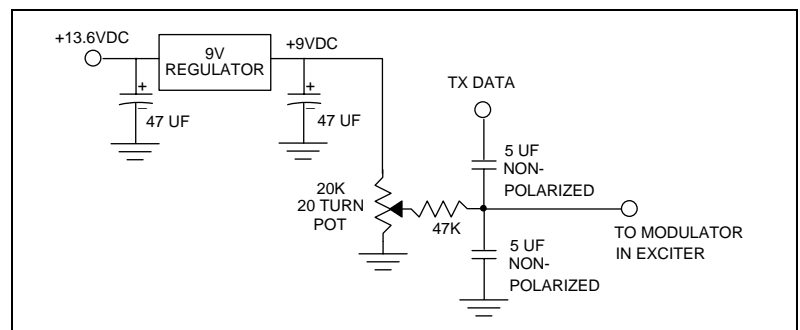 +13.6VDC
9V
REGULATOR
+9VDC
+
47 UF
+
47 UF
TX DATA
5 UF
NON-
POLARIZED
20K
20 TURN
POT
47K
TO MODULATOR
IN EXCITER
5 UF
NON-
POLARIZED